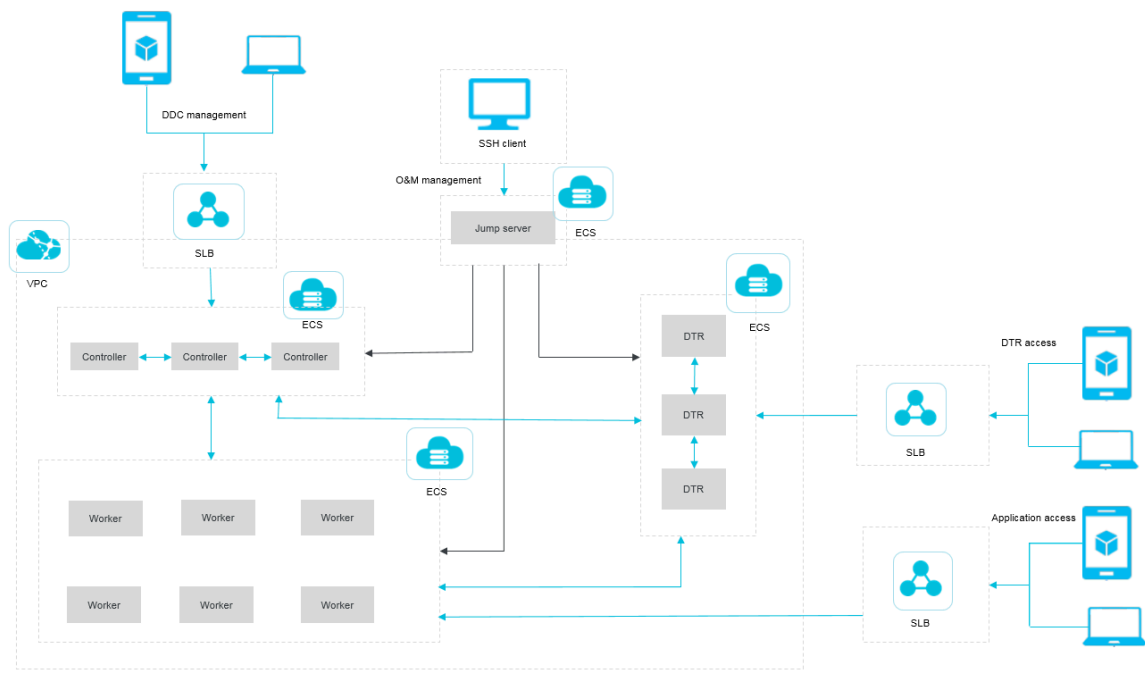 DDC management
SSH client
O&M management
Jump server
ECS
SLB
VPC
ECS
Controller
Controller
Controller
ECS
DTR
DTR
DTR
DTR access
SLB
ECS
Worker
Worker
Worker
Worker
Worker
Worker
Application access
SLB